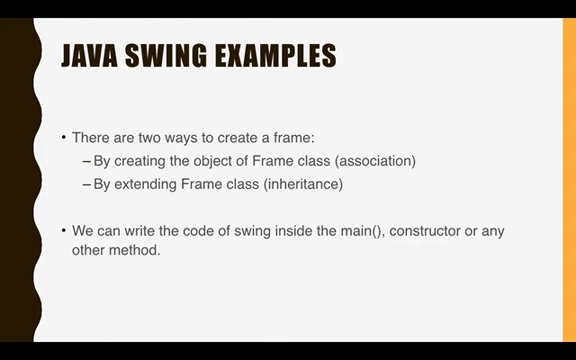 JAVA SWING EXAMPLES
• There are two ways to create a frame:
– By creating the object of Frame class (association)
– By extending Frame class (inheritance)
• We can write the code of swing inside the main(), constructor or any
other method.